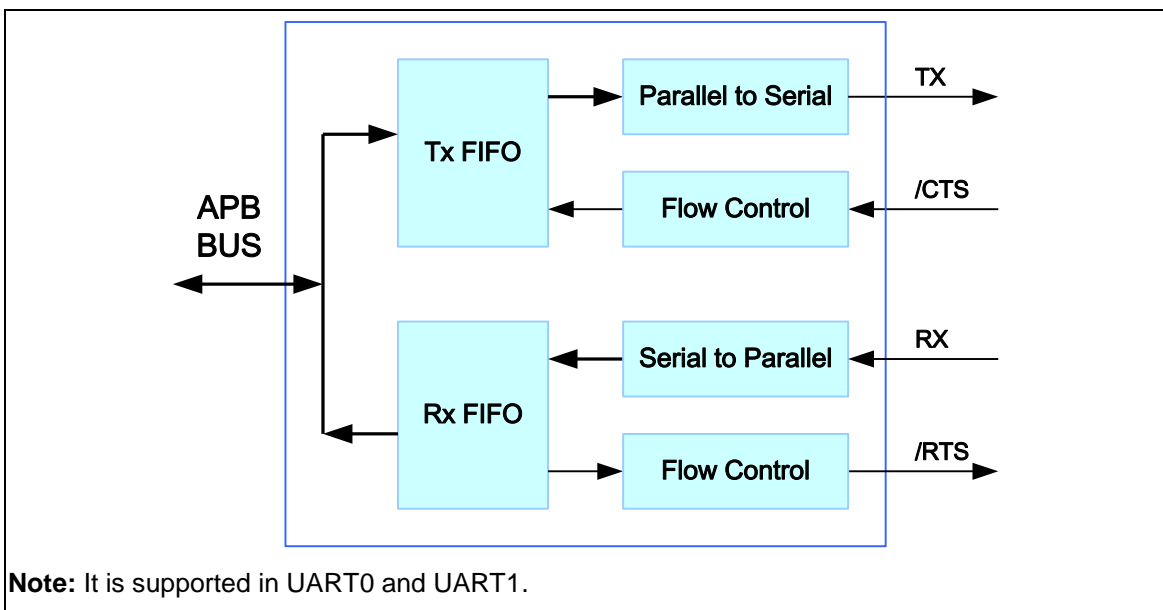 Parallel to Serial
TX
Tx FIFO
Flow Control
/CTS
APB
BUS
Serial to Parallel
RX
Rx FIFO
Flow Control
/RTS
Note: It is supported in UART0 and UART1.